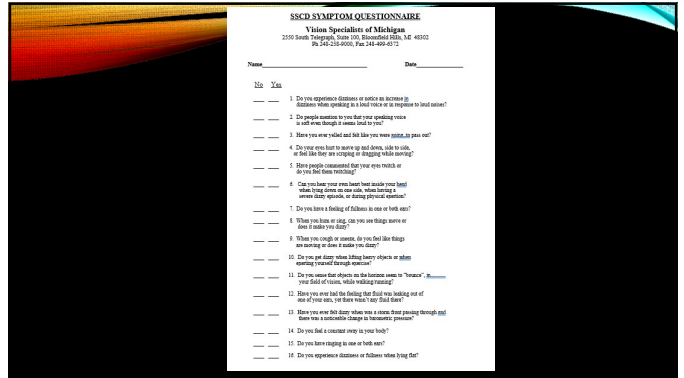 SSCD SYMPTOM QUESTIONNAIRE
Vision Specialists of Michigan
2550 South Telegraph, Suite 100, Bloomfield Hills, MI 48302
Ph 248-258-9000, Fax 248-499-6372
Name Date
No Yes
1. Do you experience dizziness or notice an increase in
dizziness when speaking in a loud voice or in response to loud noises?
2. Do people mention to you that your speaking voice
is soft even though it seems loud to you?
3. Have you ever yelled and felt like you were going to pass out?
4. Do your eyes hurt to move up and down, side to side,
or feel like they are scraping or dragging while moving?
5. Have people commented that your eyes twitch or
do you feel them twitching?
6. Can you hear your own heart beat inside your head
when lying down on one side, when having a
severe dizzy episode, or during physical exertion?
7. Do you have a feeling of fullness in one or both ears?
8. When you hum or sing, can you see things move or
does it make you dizzy?
9. When you cough or sneeze, do you feel like things
are moving or does it make you dizzy?
10. Do you get dizzy when lifting heavy objects or when
exerting yourself through exercise?
11. Do you sense that objects on the horizon seem to "bounce", in
your field of vision, while walking/running?
12. Have you ever had the feeling that fluid was leaking out of
one of your ears, yet there wasn't any fluid there?
13. Have you ever felt dizzy when was a storm front passing through and
there was a noticeable change in barometric pressure?
14. Do you feel a constant sway in your body?
15. Do you have ringing in one or both ears?
16. Do you experience dizziness or fullness when lying flat?